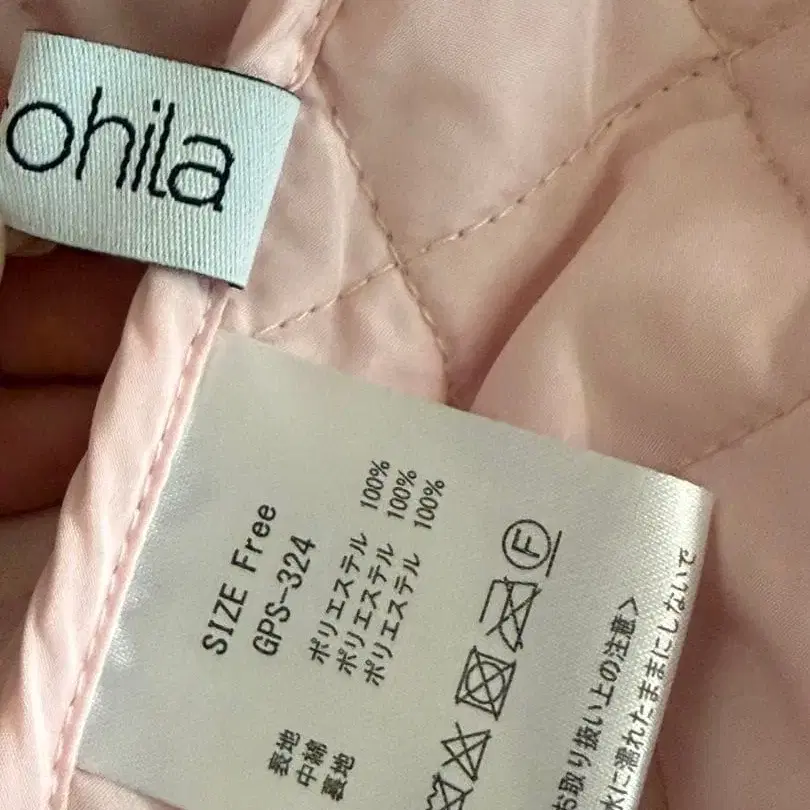 ohila
SIZE Free
GPS-324
表地 ポリエステル 100%
中綿 ポリエステル 100%
裏地 ポリエステル 100%
F
お取り扱い上の注意>
水に濡れたままにしないで